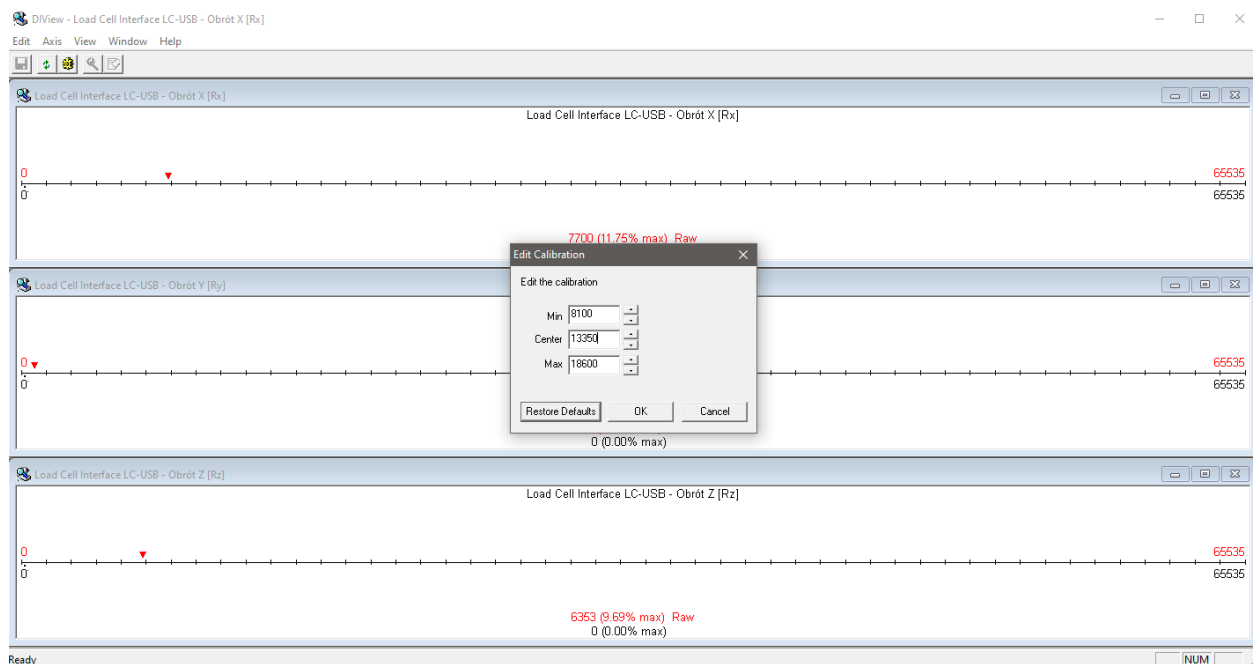 DIView - Load Cell Interface LC-USB - Obrót X [Rx]
Edit Axis View Window Help
Load Cell Interface LC-USB - Obrót X [Rx]
Load Cell Interface LC-USB - Obrót X [Rx]
0 65535
0 65535
7700 (11.75% max) Raw
Edit Calibration
Edit the calibration
Min 8100
Center 13350
Max 18600
Restore Defaults OK Cancel
Load Cell Interface LC-USB - Obrót Y [Ry]
0 65535
0 65535
0 (0.00% max)
Load Cell Interface LC-USB - Obrót Z [Rz]
Load Cell Interface LC-USB - Obrót Z [Rz]
0 65535
0 65535
6353 (9.69% max) Raw
0 (0.00% max)
Ready NUM